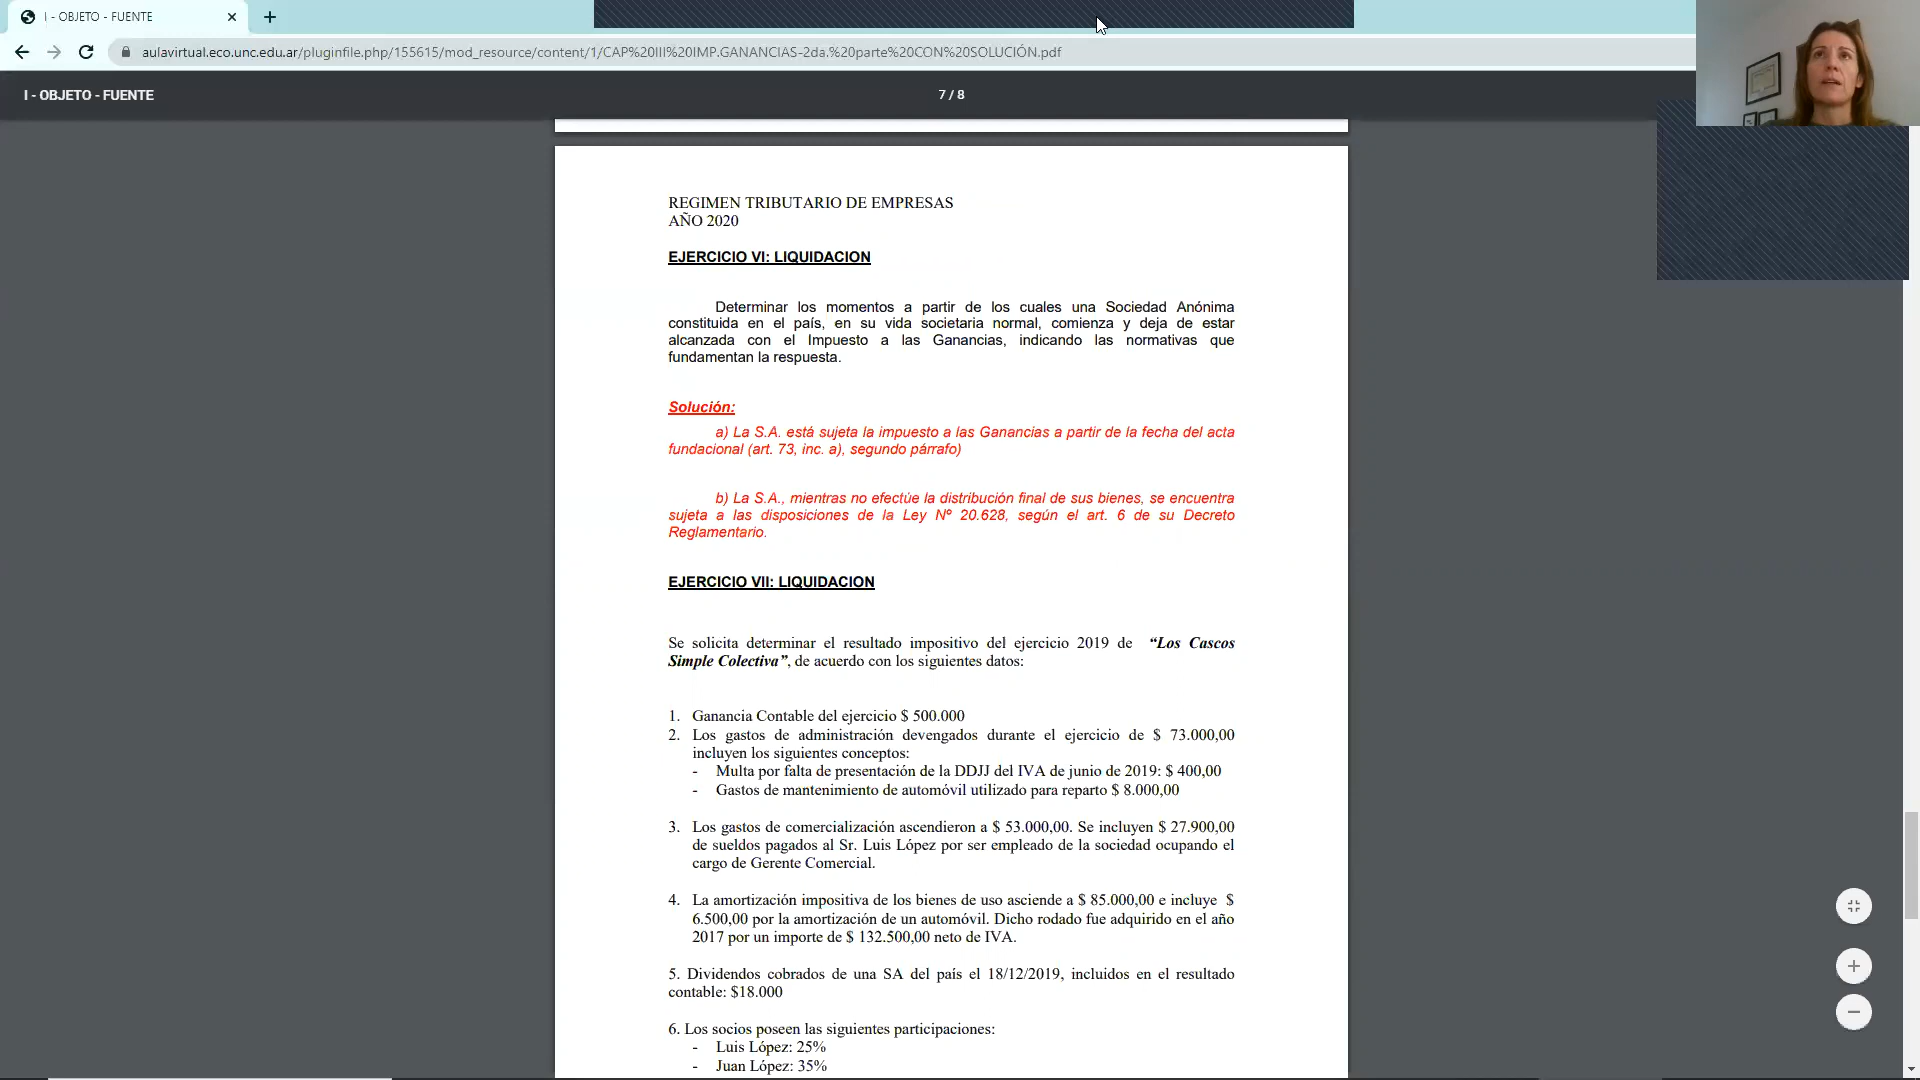 I - OBJETO - FUENTE
aulavirtual.eco.unc.edu.ar/pluginfile.php/155615/mod_resource/content/1/CAP%20III%20IMP.GANANCIAS-2da.%20parte%20CON%20SOLUCIÓN.pdf
I - OBJETO - FUENTE
7 / 8
REGIMEN TRIBUTARIO DE EMPRESAS
AÑO 2020
EJERCICIO VI: LIQUIDACION
Determinar los momentos a partir de los cuales una Sociedad Anónima
constituida en el país, en su vida societaria normal, comienza y deja de estar
alcanzada con el Impuesto a las Ganancias, indicando las normativas que
fundamentan la respuesta.
Solución:
a) La S.A. está sujeta la impuesto a las Ganancias a partir de la fecha del acta
fundacional (art. 73, inc. a), segundo párrafo)
b) La S.A., mientras no efectúe la distribución final de sus bienes, se encuentra
sujeta a las disposiciones de la Ley Nº 20.628, según el art. 6 de su Decreto
Reglamentario.
EJERCICIO VII: LIQUIDACION
Se solicita determinar el resultado impositivo del ejercicio 2019 de “Los Cascos
Simple Colectiva”, de acuerdo con los siguientes datos:
1. Ganancia Contable del ejercicio $ 500.000
2. Los gastos de administración devengados durante el ejercicio de $ 73.000,00
incluyen los siguientes conceptos:
- Multa por falta de presentación de la DDJJ del IVA de junio de 2019: $ 400,00
- Gastos de mantenimiento de automóvil utilizado para reparto $ 8.000,00
3. Los gastos de comercialización ascendieron a $ 53.000,00. Se incluyen $ 27.900,00
de sueldos pagados al Sr. Luis López por ser empleado de la sociedad ocupando el
cargo de Gerente Comercial.
4. La amortización impositiva de los bienes de uso asciende a $ 85.000,00 e incluye $
6.500,00 por la amortización de un automóvil. Dicho rodado fue adquirido en el año
2017 por un importe de $ 132.500,00 neto de IVA.
5. Dividendos cobrados de una SA del país el 18/12/2019, incluidos en el resultado
contable: $18.000
6. Los socios poseen las siguientes participaciones:
- Luis López: 25%
- Juan López: 35%